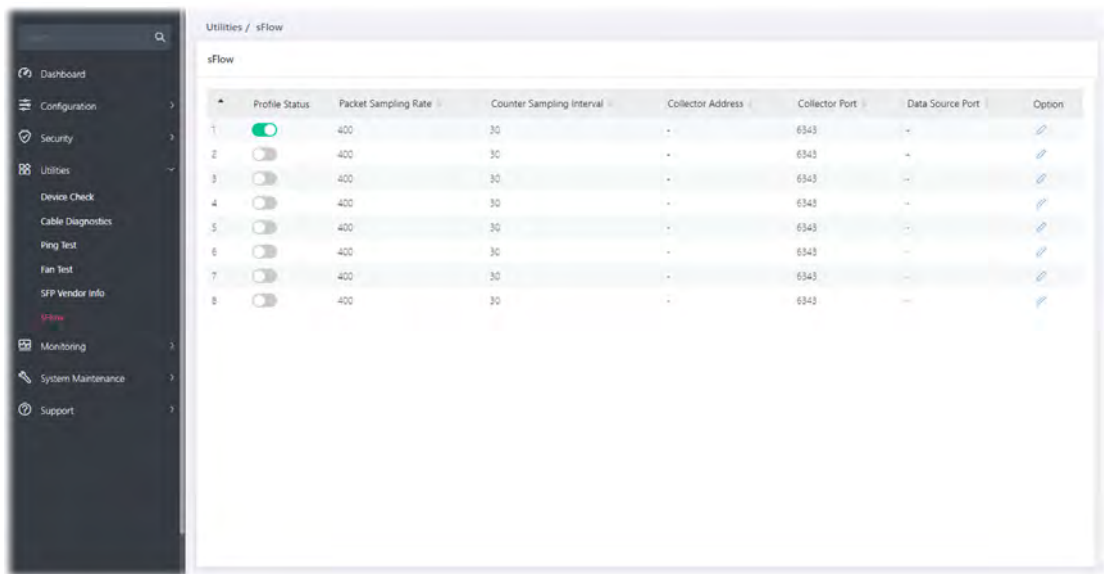 Utilities / sFlow
sFlow
Dashboard
Configuration
Security
Utilities
Device Check
Cable Diagnostics
Ping Test
Fan Test
SFP Vendor Info
sFlow
Monitoring
System Maintenance
Support
Profile Status Packet Sampling Rate Counter Sampling Interval Collector Address Collector Port Data Source Port Option
1 400 30 - 6343 --
2 400 30 - 6343 --
3 400 30 - 6343 --
4 400 30 - 6343 --
5 400 30 - 6343 --
6 400 30 - 6343 --
7 400 30 - 6343 --
8 400 30 - 6343 --